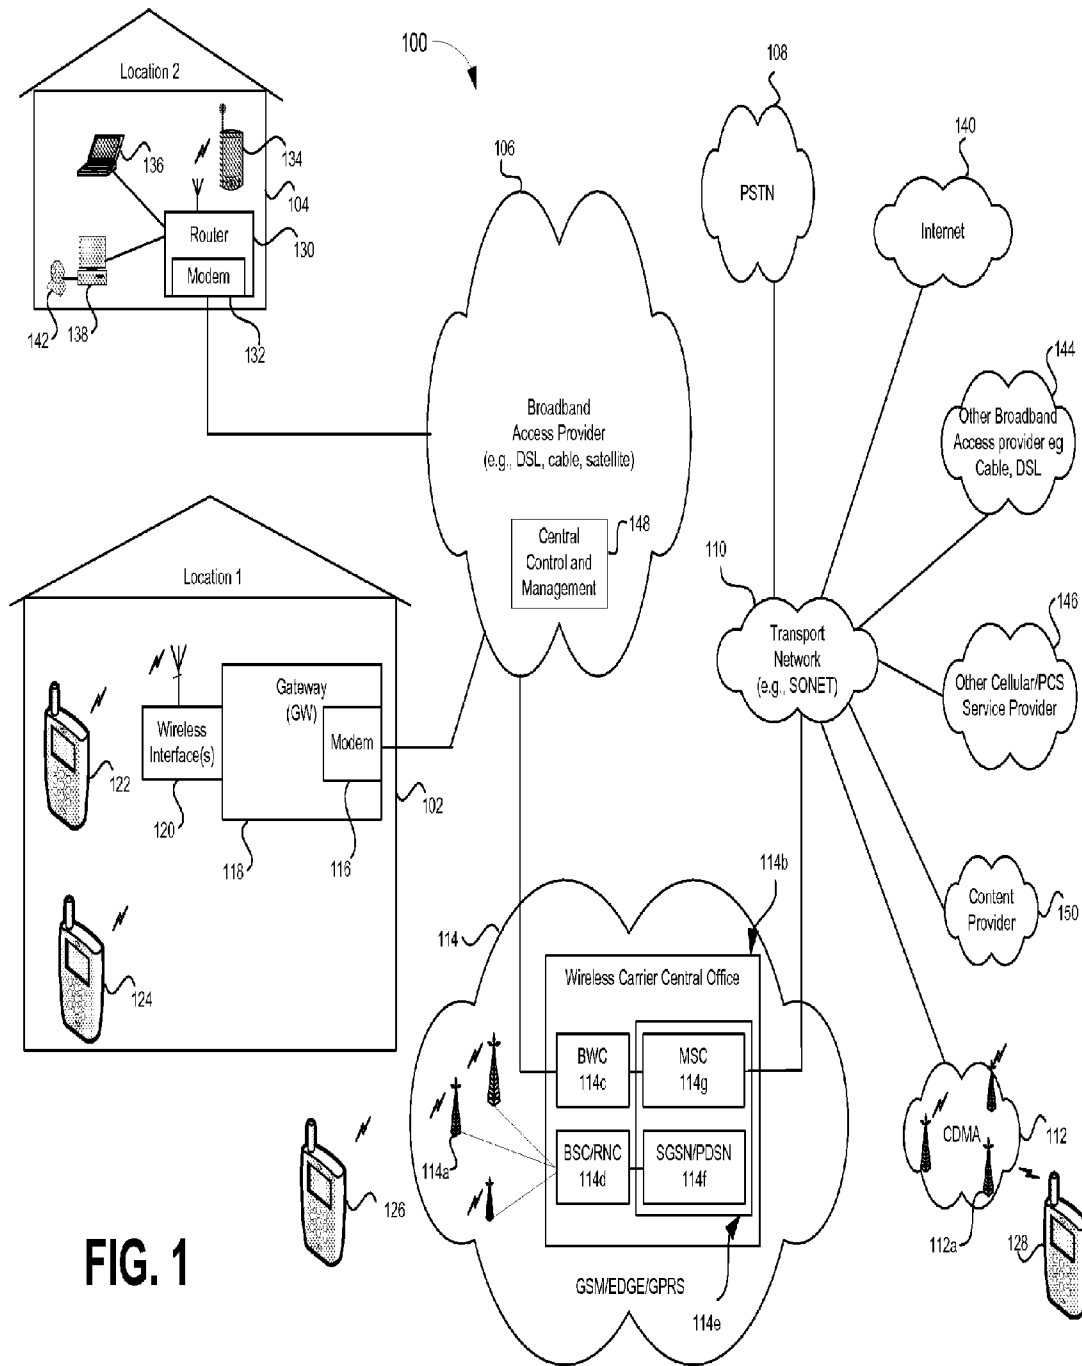 100
Location 2
136
134
104
Router
130
Modem
142
138
132
106
Broadband
Access Provider
(e.g., DSL, cable, satellite)
Central
Control and
Management
148
108
PSTN
140
Internet
144
Other Broadband
Access provider eg
Cable, DSL
110
Transport
Network
(e.g., SONET)
146
Other Cellular/PCS
Service Provider
Content
Provider
150
Location 1
Gateway
(GW)
Wireless
Interface(s)
Modem
122
120
118
116
102
124
114
114b
Wireless Carrier Central Office
BWC
114c
MSC
114g
BSC/RNC
114d
SGSN/PDSN
114f
114a
GSM/EDGE/GPRS
114e
126
CDMA
112
112a
128
FIG. 1